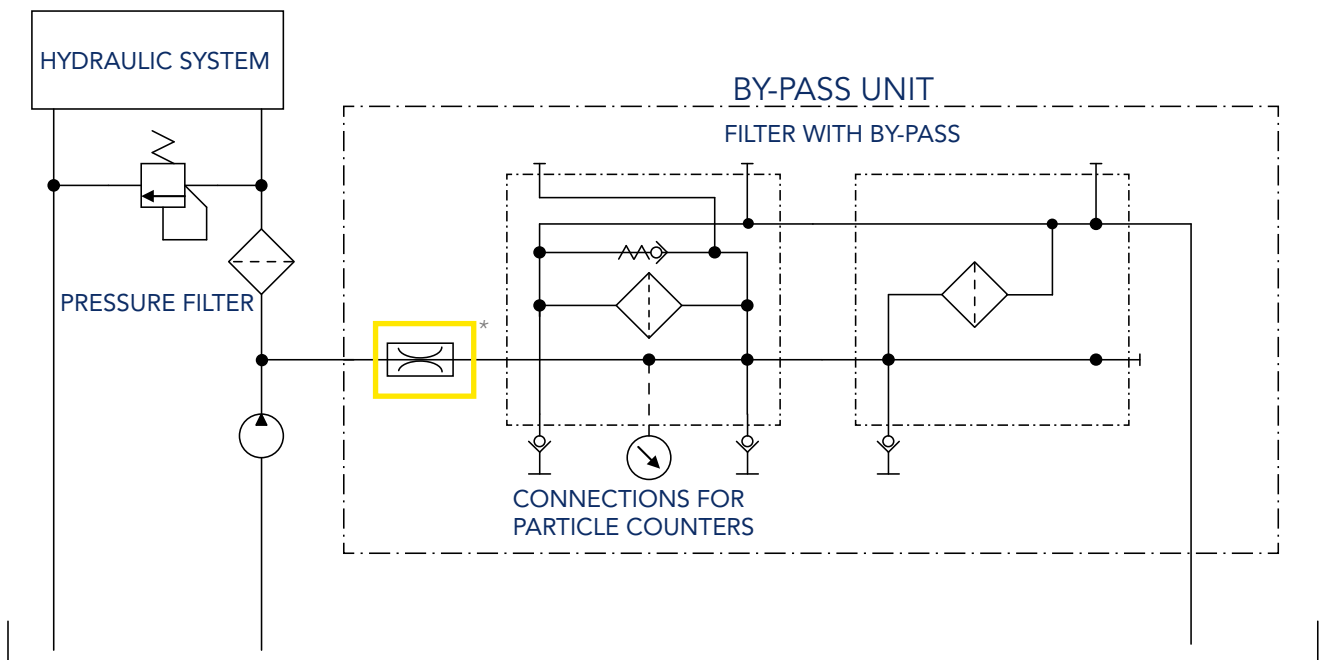 HYDRAULIC SYSTEM
BY-PASS UNIT
FILTER WITH BY-PASS
PRESSURE FILTER
*
CONNECTIONS FOR
PARTICLE COUNTERS